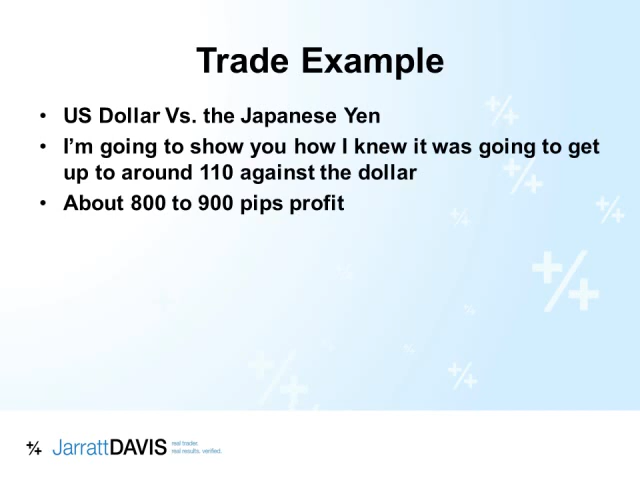 Trade Example
• US Dollar Vs. the Japanese Yen
• I'm going to show you how I knew it was going to get
up to around 110 against the dollar
• About 800 to 900 pips profit
JarrattDAVIS
real trades
real results. verified.